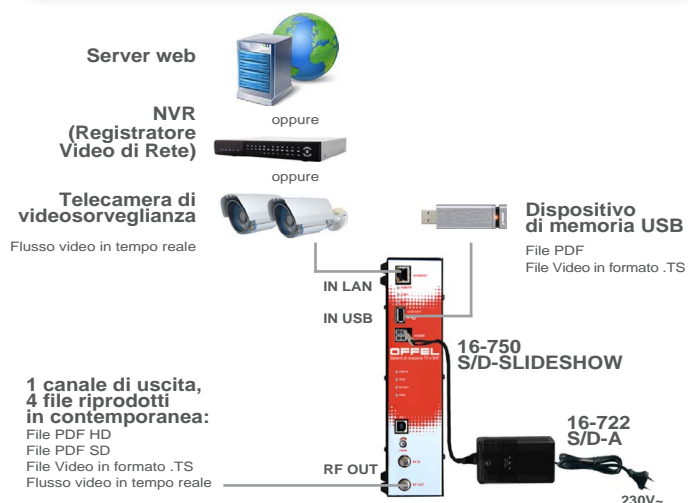 Server web
oppure
NVR
(Registratore
Video di Rete)
oppure
Telecamera di
videosorveglianza
Flusso video in tempo reale
Dispositivo
di memoria USB
File PDF
File Video in formato .TS
IN LAN
IN USB
OFFEL
16-750
S/D-SLIDESHOW
1 canale di uscita,
4 file riprodotti
in contemporanea:
File PDF HD
File PDF SD
File Video in formato .TS
Flusso video in tempo reale
RF OUT
RF OUT
16-722
S/D-A
230V~